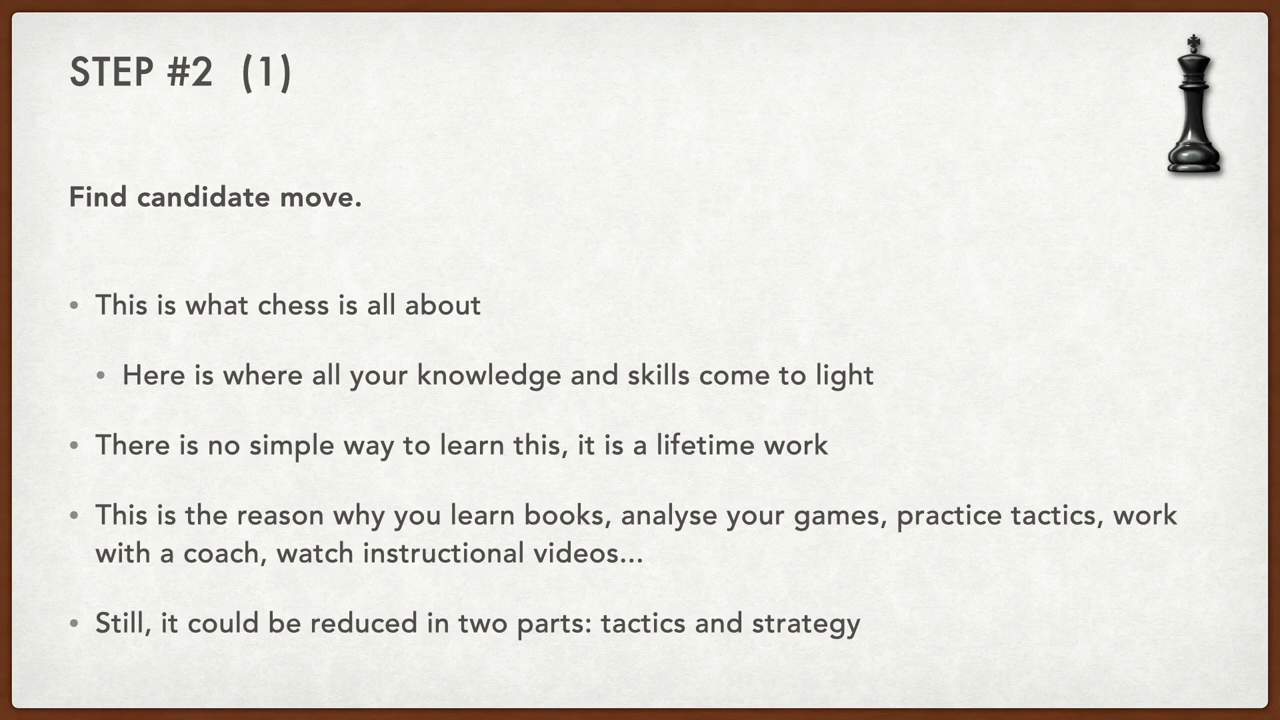 STEP #2 (1)
Find candidate move.
• This is what chess is all about
• Here is where all your knowledge and skills come to light
• There is no simple way to learn this, it is a lifetime work
• This is the reason why you learn books, analyse your games, practice tactics, work
with a coach, watch instructional videos...
• Still, it could be reduced in two parts: tactics and strategy